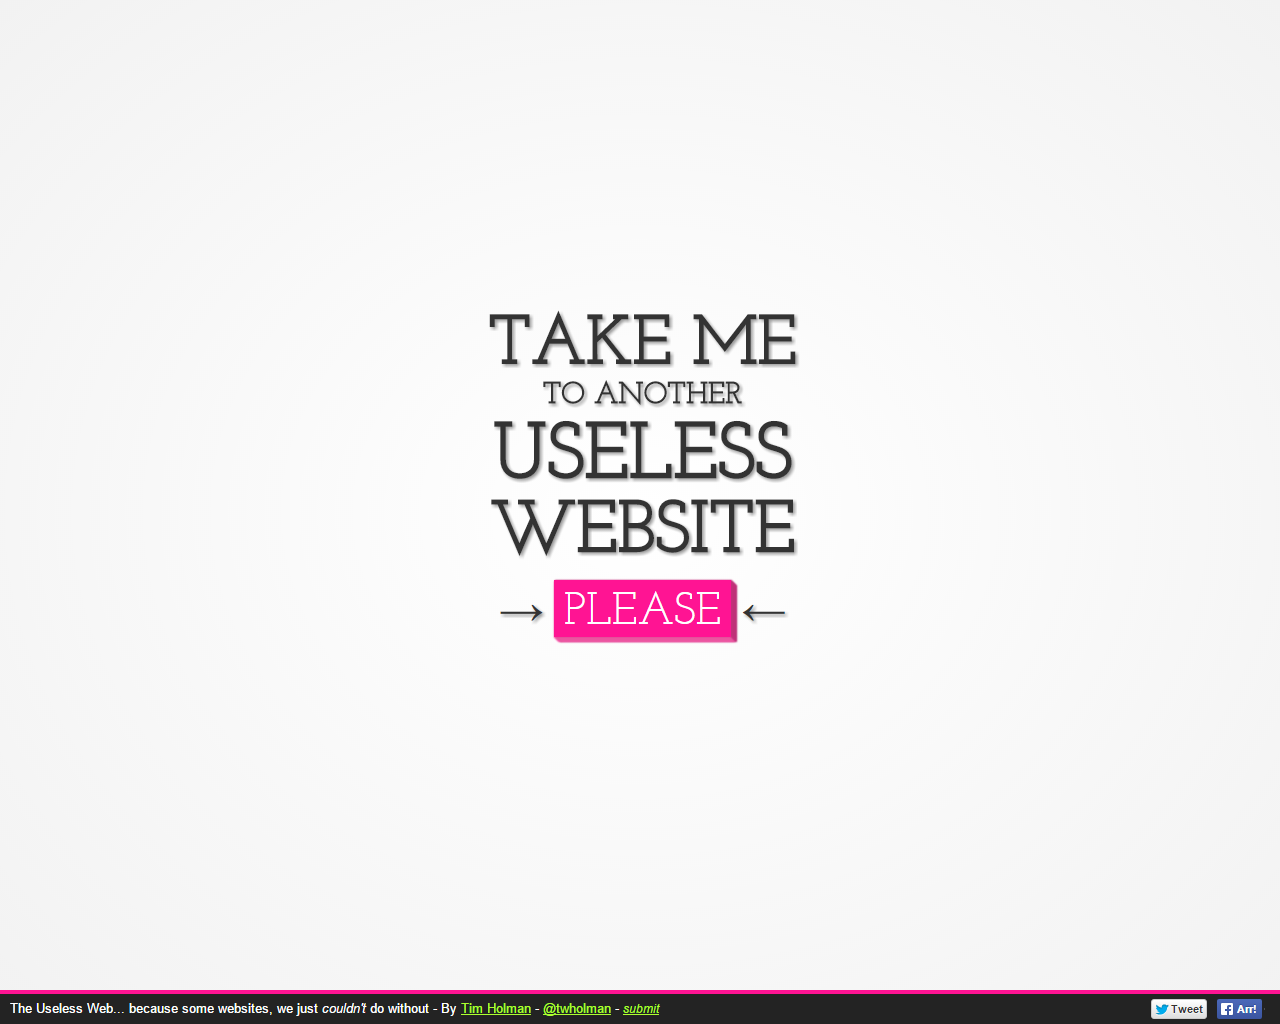 TAKE ME
TO ANOTHER
USELESS
WEBSITE
→ PLEASE ←
The Useless Web... because some websites, we just couldn't do without - By Tim Holman - @twholman - submit
Tweet
Arr!